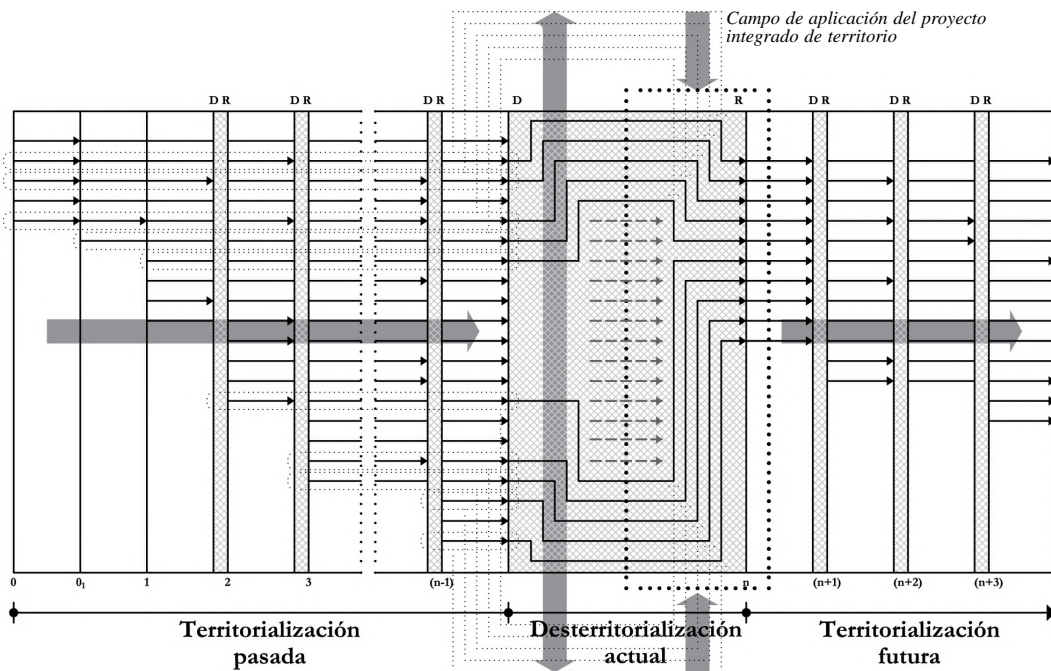 Campo de aplicación del proyecto
integrado de territorio
D R D R D R D R D R D R D R
0 0₁ 1 2 3 (n-1) n (n+1) (n+2) (n+3)
Territorialización
pasada
Desterritorialización
actual
Territorialización
futura